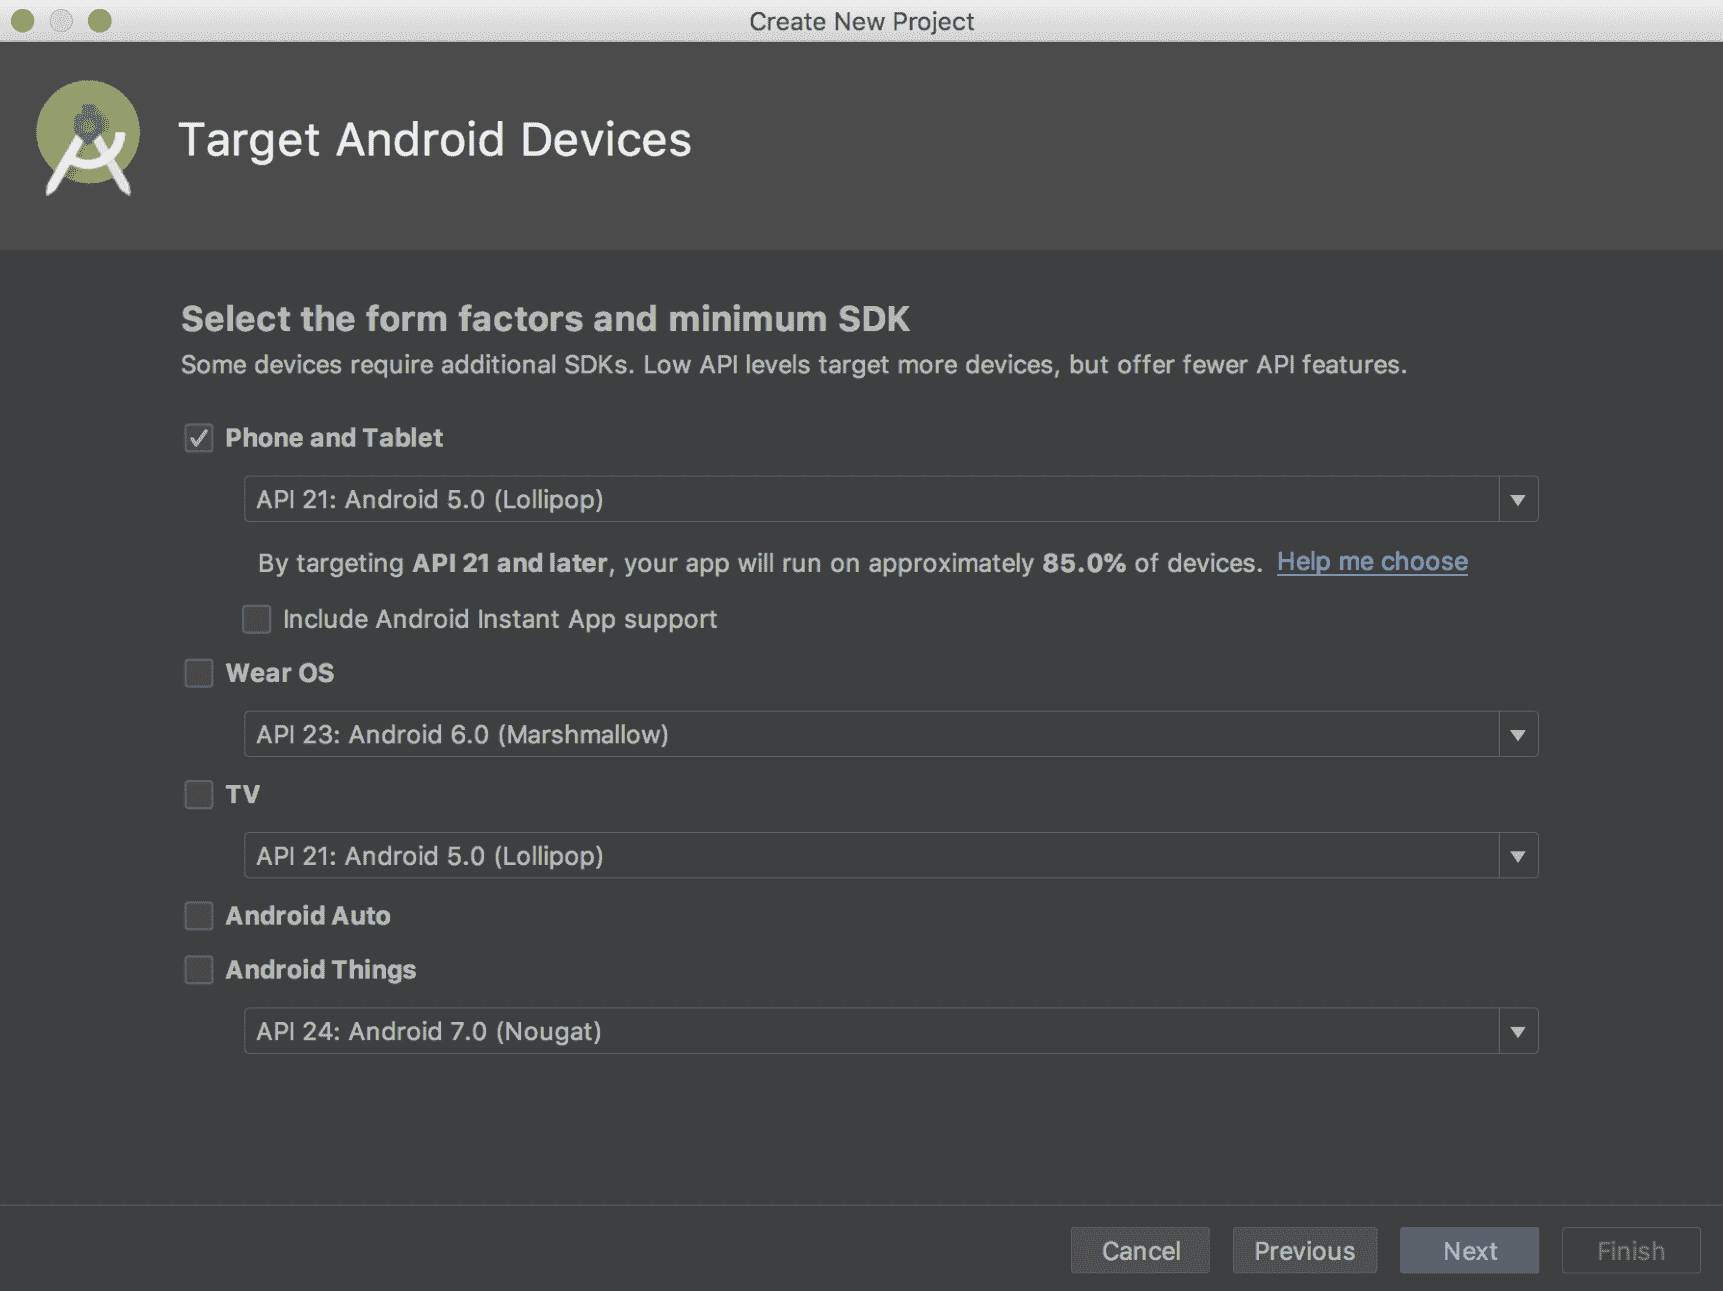 Create New Project
Target Android Devices
Select the form factors and minimum SDK
Some devices require additional SDKs. Low API levels target more devices, but offer fewer API features.
Phone and Tablet
API 21: Android 5.0 (Lollipop)
By targeting API 21 and later, your app will run on approximately 85.0% of devices. Help me choose
Include Android Instant App support
Wear OS
API 23: Android 6.0 (Marshmallow)
TV
API 21: Android 5.0 (Lollipop)
Android Auto
Android Things
API 24: Android 7.0 (Nougat)
Cancel Previous Next Finish